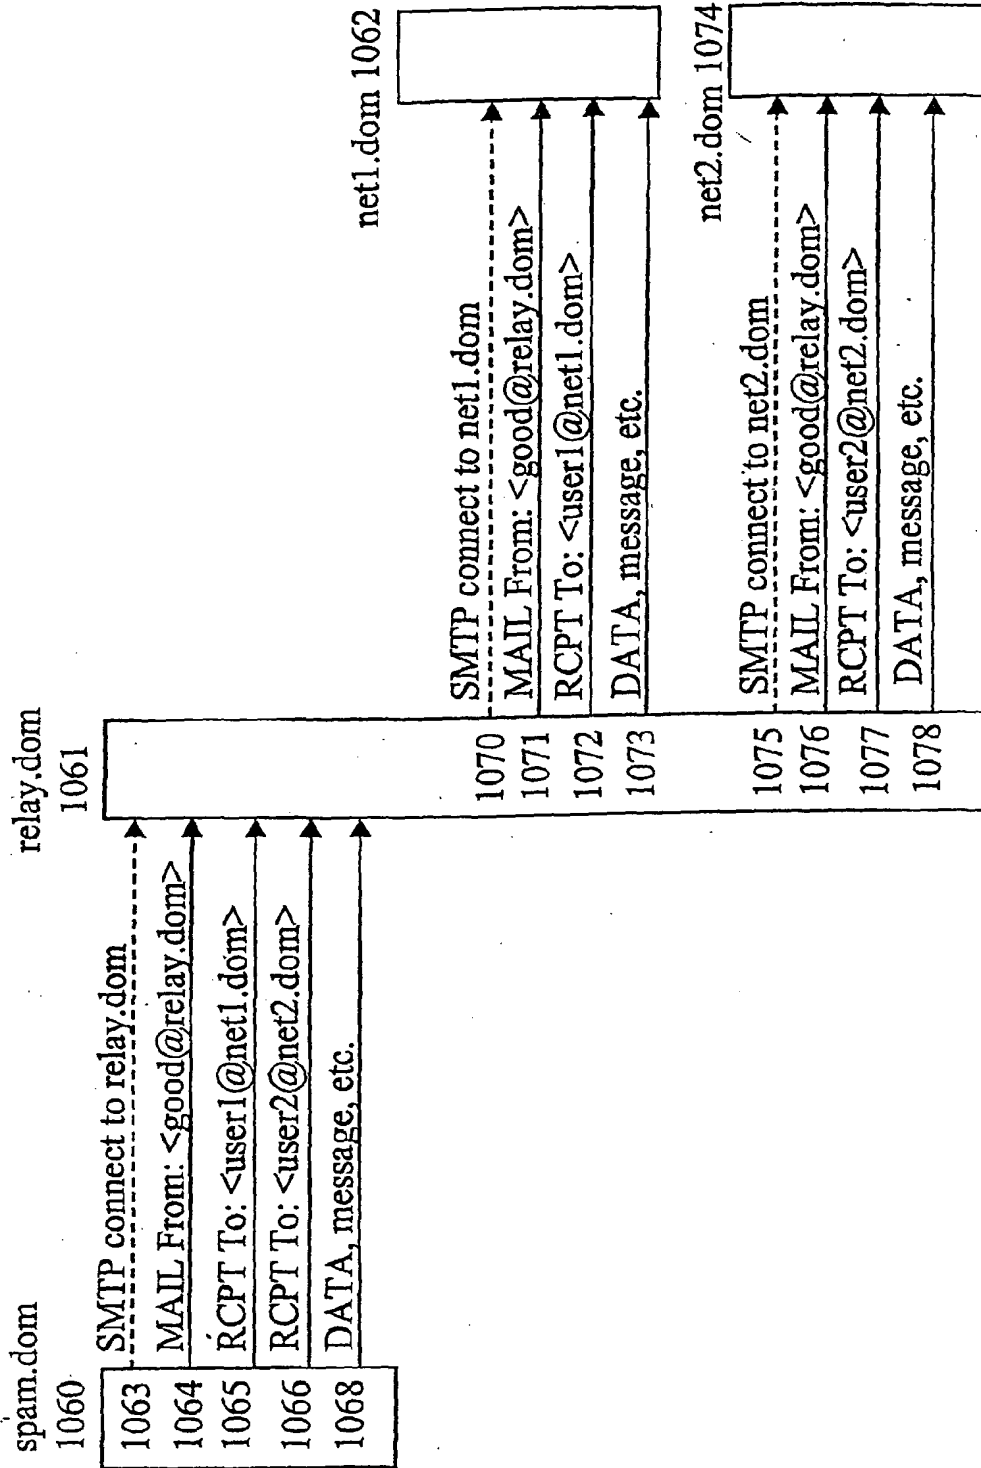 spam.dom
1060
relay.dom
1061
net1.dom 1062
net2.dom 1074
1063 SMTP connect to relay.dom
1064 MAIL From: <good@relay.dom>
1065 RCPT To: <user1@net1.dom>
1066 RCPT To: <user2@net2.dom>
1068 DATA, message, etc.
1070 SMTP connect to net1.dom
1071 MAIL From: <good@relay.dom>
1072 RCPT To: <user1@net1.dom>
1073 DATA, message, etc.
1075 SMTP connect to net2.dom
1076 MAIL From: <good@relay.dom>
1077 RCPT To: <user2@net2.dom>
1078 DATA, message, etc.